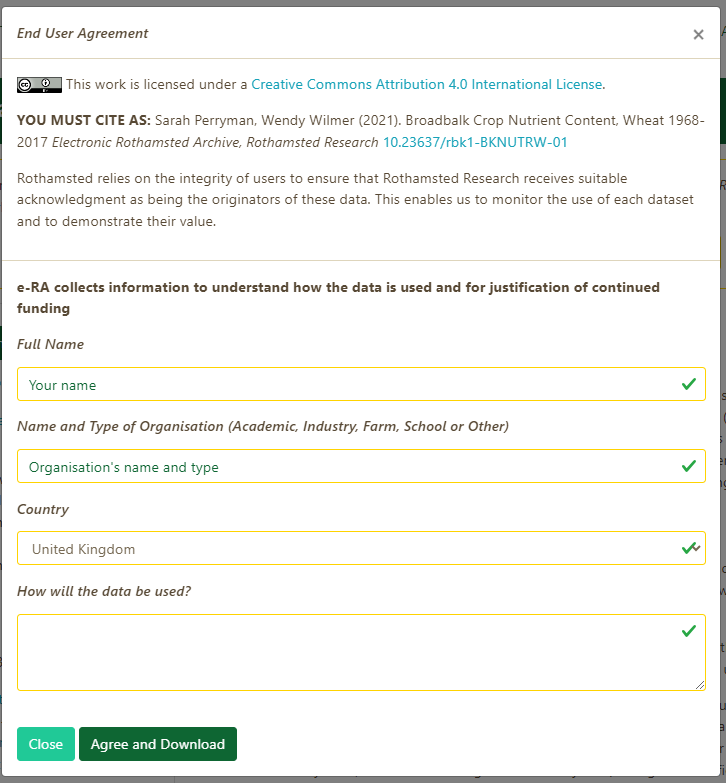 End User Agreement
×
This work is licensed under a Creative Commons Attribution 4.0 International License.
YOU MUST CITE AS: Sarah Perryman, Wendy Wilmer (2021). Broadbalk Crop Nutrient Content, Wheat 1968-
2017 Electronic Rothamsted Archive, Rothamsted Research 10.23637/rbk1-BKNUTRW-01
Rothamsted relies on the integrity of users to ensure that Rothamsted Research receives suitable
acknowledgment as being the originators of these data. This enables us to monitor the use of each dataset
and to demonstrate their value.
e-RA collects information to understand how the data is used and for justification of continued
funding
Full Name
Your name
Name and Type of Organisation (Academic, Industry, Farm, School or Other)
Organisation's name and type
Country
United Kingdom
How will the data be used?
Close
Agree and Download